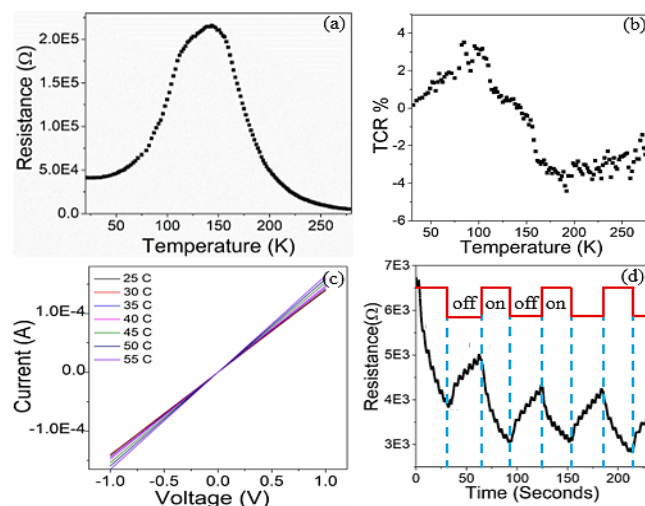 (a)
Resistance (Ω)
2.0E5
1.5E5
1.0E5
5.0E4
0.0
50 100 150 200 250
Temperature (K)
(b)
TCR %
4
2
0
-2
-4
-6
50 100 150 200 250
Temperature (K)
(c)
25 C
30 C
35 C
40 C
45 C
50 C
55 C
Current (A)
1.0E-4
0.0
-1.0E-4
-1.0 -0.5 0.0 0.5 1.0
Voltage (V)
(d)
off on off on
Resistance(Ω)
7E3
6E3
5E3
4E3
3E3
0 50 100 150 200
Time (Seconds)